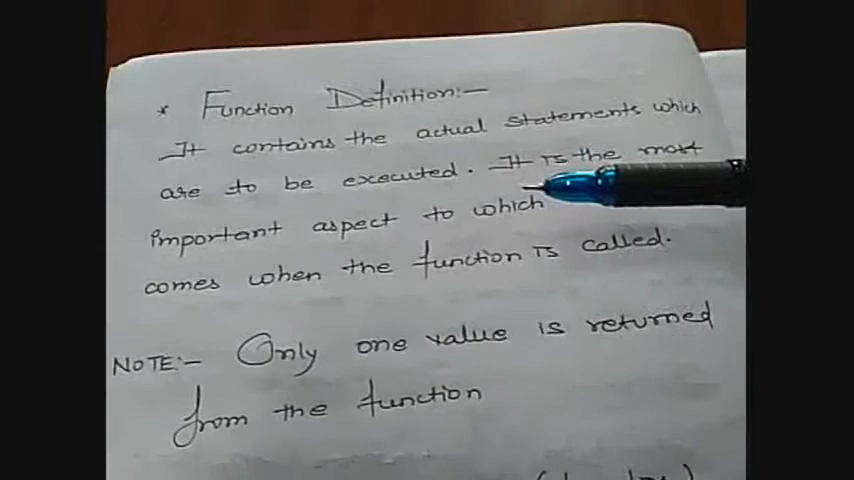 * Function Definition:-
It contains the actual statements which
are to be executed. It is the most
important aspect to which
comes when the function is called.
NOTE:- Only one value is returned
from the function